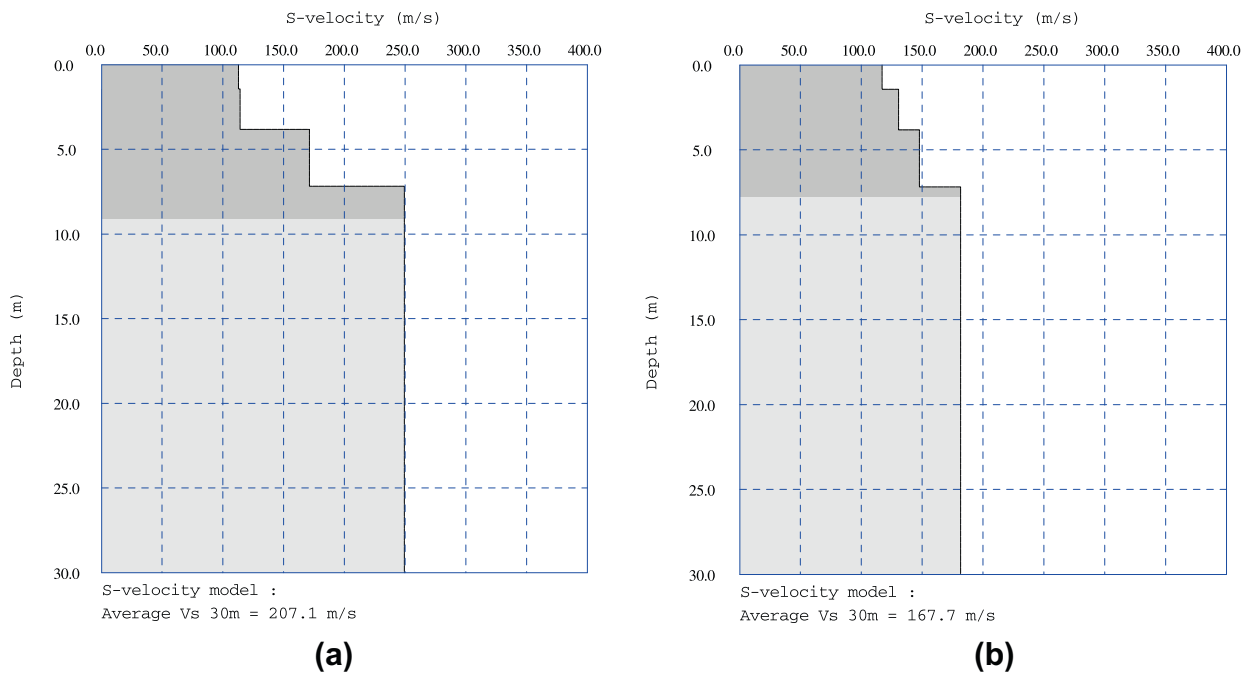 S-velocity (m/s)
0.0 50.0 100.0 150.0 200.0 250.0 300.0 350.0 400.0
0.0
5.0
10.0
15.0
20.0
25.0
30.0
Depth (m)
S-velocity model :
Average Vs 30m = 207.1 m/s
(a)
S-velocity (m/s)
0.0 50.0 100.0 150.0 200.0 250.0 300.0 350.0 400.0
0.0
5.0
10.0
15.0
20.0
25.0
30.0
Depth (m)
S-velocity model :
Average Vs 30m = 167.7 m/s
(b)